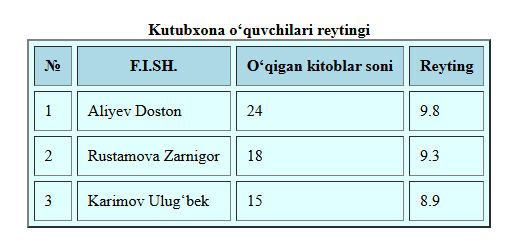 Kutubxona o‘quvchilari reytingi
№ F.I.SH. O‘qigan kitoblar soni Reyting
1 Aliyev Doston 24 9.8
2 Rustamova Zarnigor 18 9.3
3 Karimov Ulug‘bek 15 8.9